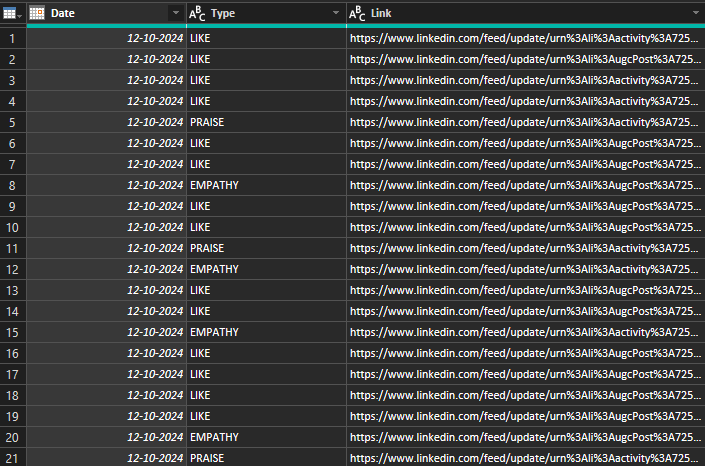 Date ABC Type ABC Link
1 12-10-2024 LIKE https://www.linkedin.com/feed/update/urn%3Ali%3Aactivity%3A725...
2 12-10-2024 LIKE https://www.linkedin.com/feed/update/urn%3Ali%3AugcPost%3A725...
3 12-10-2024 LIKE https://www.linkedin.com/feed/update/urn%3Ali%3Aactivity%3A725...
4 12-10-2024 LIKE https://www.linkedin.com/feed/update/urn%3Ali%3Aactivity%3A725...
5 12-10-2024 PRAISE https://www.linkedin.com/feed/update/urn%3Ali%3Aactivity%3A725...
6 12-10-2024 LIKE https://www.linkedin.com/feed/update/urn%3Ali%3AugcPost%3A725...
7 12-10-2024 LIKE https://www.linkedin.com/feed/update/urn%3Ali%3AugcPost%3A725...
8 12-10-2024 EMPATHY https://www.linkedin.com/feed/update/urn%3Ali%3AugcPost%3A725...
9 12-10-2024 LIKE https://www.linkedin.com/feed/update/urn%3Ali%3AugcPost%3A725...
10 12-10-2024 LIKE https://www.linkedin.com/feed/update/urn%3Ali%3AugcPost%3A725...
11 12-10-2024 PRAISE https://www.linkedin.com/feed/update/urn%3Ali%3Aactivity%3A725...
12 12-10-2024 EMPATHY https://www.linkedin.com/feed/update/urn%3Ali%3Aactivity%3A725...
13 12-10-2024 LIKE https://www.linkedin.com/feed/update/urn%3Ali%3AugcPost%3A725...
14 12-10-2024 LIKE https://www.linkedin.com/feed/update/urn%3Ali%3AugcPost%3A725...
15 12-10-2024 EMPATHY https://www.linkedin.com/feed/update/urn%3Ali%3Aactivity%3A725...
16 12-10-2024 LIKE https://www.linkedin.com/feed/update/urn%3Ali%3AugcPost%3A725...
17 12-10-2024 LIKE https://www.linkedin.com/feed/update/urn%3Ali%3AugcPost%3A725...
18 12-10-2024 LIKE https://www.linkedin.com/feed/update/urn%3Ali%3AugcPost%3A725...
19 12-10-2024 LIKE https://www.linkedin.com/feed/update/urn%3Ali%3AugcPost%3A725...
20 12-10-2024 EMPATHY https://www.linkedin.com/feed/update/urn%3Ali%3AugcPost%3A725...
21 12-10-2024 PRAISE https://www.linkedin.com/feed/update/urn%3Ali%3Aactivity%3A725...